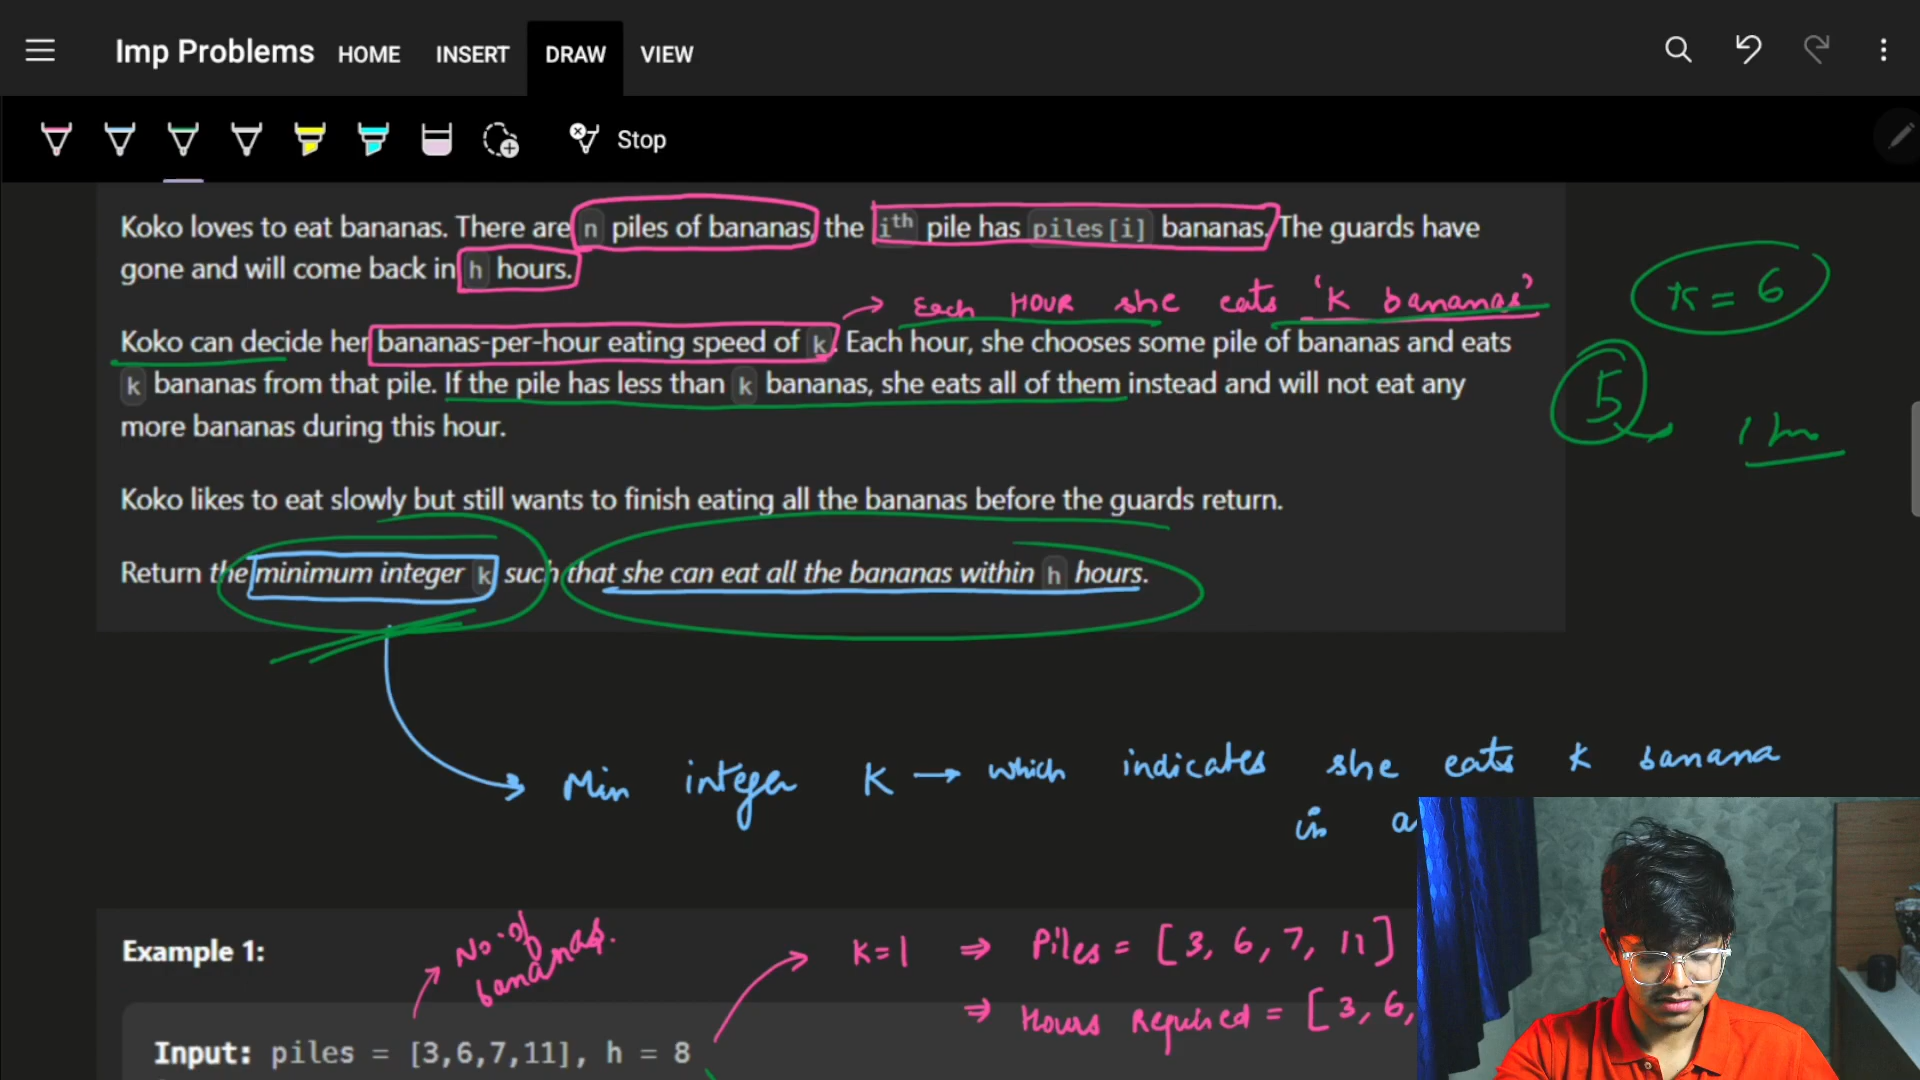 Imp Problems HOME INSERT DRAW VIEW
Stop
Koko loves to eat bananas. There are n piles of bananas, the ith pile has piles[i] bananas. The guards have
gone and will come back in h hours.
Each HOUR she eats 'K bananas'
K = 6
Koko can decide her bananas-per-hour eating speed of k. Each hour, she chooses some pile of bananas and eats
k bananas from that pile. If the pile has less than k bananas, she eats all of them instead and will not eat any
more bananas during this hour.
5
Koko likes to eat slowly but still wants to finish eating all the bananas before the guards return.
Return the minimum integer k such that she can eat all the bananas within h hours.
Min integer K → which indicates she eats K banana
in a
Example 1:
No. of
bananas.
K=1 ⇒ Piles = [3, 6, 7, 11]
⇒ Hours Required = [3, 6,
Input: piles = [3,6,7,11], h = 8